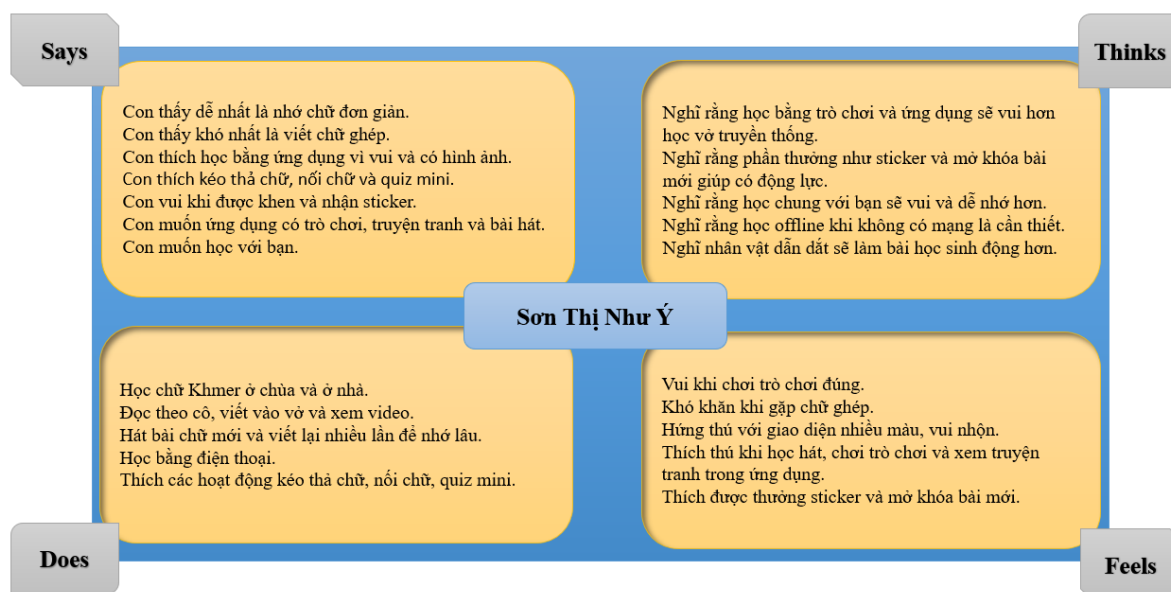 Says
Con thấy dễ nhất là nhớ chữ đơn giản.
Con thấy khó nhất là viết chữ ghép.
Con thích học bằng ứng dụng vì vui và có hình ảnh.
Con thích kéo thả chữ, nối chữ và quiz mini.
Con vui khi được khen và nhận sticker.
Con muốn ứng dụng có trò chơi, truyện tranh và bài hát.
Con muốn học với bạn.
Thinks
Nghĩ rằng học bằng trò chơi và ứng dụng sẽ vui hơn
học vở truyền thống.
Nghĩ rằng phần thưởng như sticker và mở khóa bài
mới giúp có động lực.
Nghĩ rằng học chung với bạn sẽ vui và dễ nhớ hơn.
Nghĩ rằng học offline khi không có mạng là cần thiết.
Nghĩ nhân vật dẫn dắt sẽ làm bài học sinh động hơn.
Sơn Thị Như Ý
Học chữ Khmer ở chùa và ở nhà.
Đọc theo cô, viết vào vở và xem video.
Hát bài chữ mới và viết lại nhiều lần để nhớ lâu.
Học bằng điện thoại.
Thích các hoạt động kéo thả chữ, nối chữ, quiz mini.
Does
Vui khi chơi trò chơi đúng.
Khó khăn khi gặp chữ ghép.
Hứng thú với giao diện nhiều màu, vui nhộn.
Thích thú khi học hát, chơi trò chơi và xem truyện
tranh trong ứng dụng.
Thích được thưởng sticker và mở khóa bài mới.
Feels